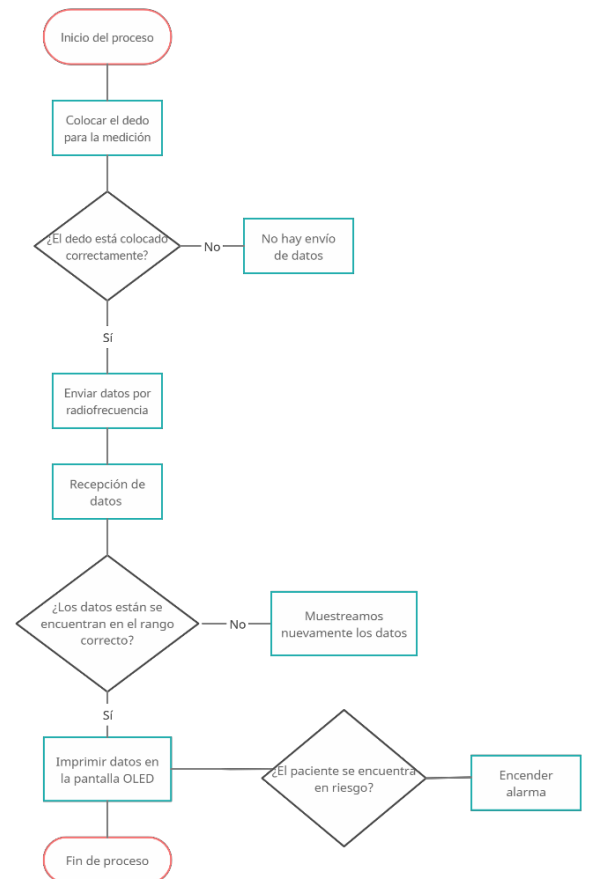 Inicio del proceso
Colocar el dedo
para la medición
¿El dedo está colocado
correctamente?
No
No hay envío
de datos
Sí
Enviar datos por
radiofrecuencia
Recepción de
datos
¿Los datos están se
encuentran en el rango
correcto?
No
Muestreamos
nuevamente los datos
Sí
Imprimir datos en
la pantalla OLED
¿El paciente se encuentra
en riesgo?
Encender
alarma
Fin de proceso